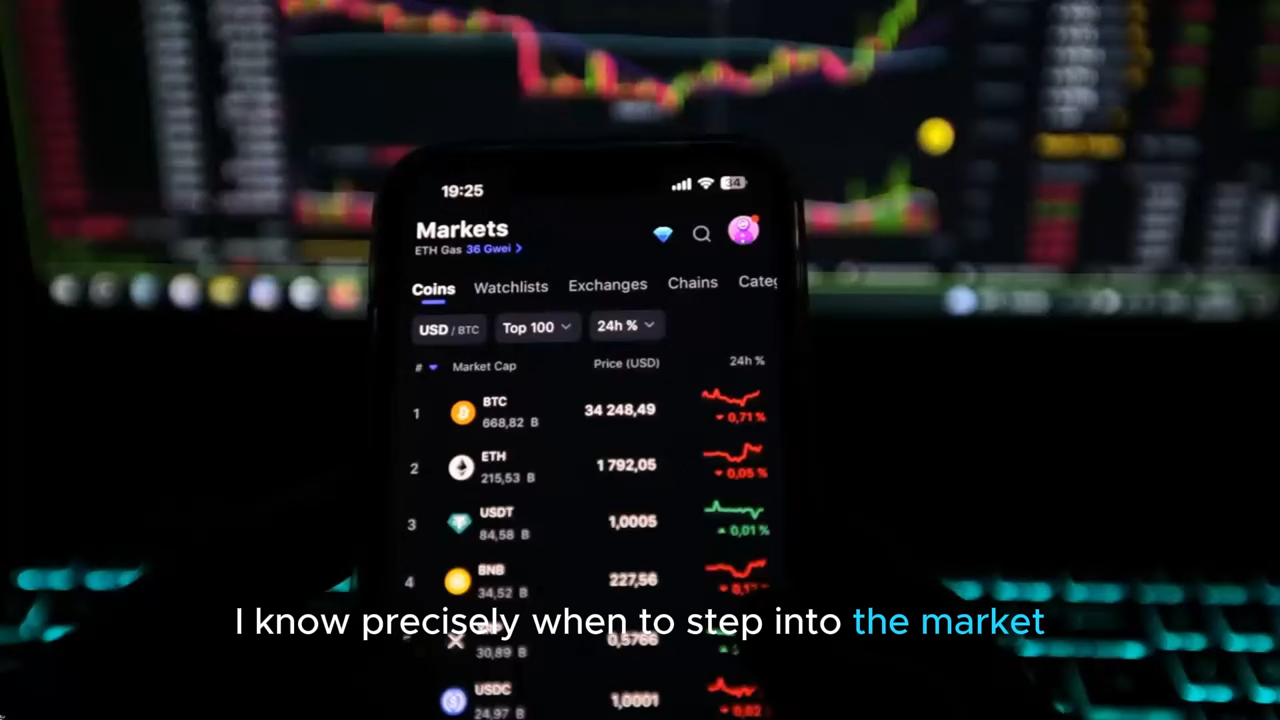 19:25
34
Markets
ETH Gas 36 Gwei >
Coins Watchlists Exchanges Chains Categ
USD / BTC Top 100 24h %
# Market Cap Price (USD) 24h %
1 BTC 34 248,49
668,82 B 0,71 %
2 ETH 1 792,05
215,53 B 0,05 %
3 USDT 1,0005
84,58 B 0,01 %
4 BNB 227,56
34,52 B
I know precisely when to step into the market
0,5766
30,89 B
USDC 1,0001
24,97 B